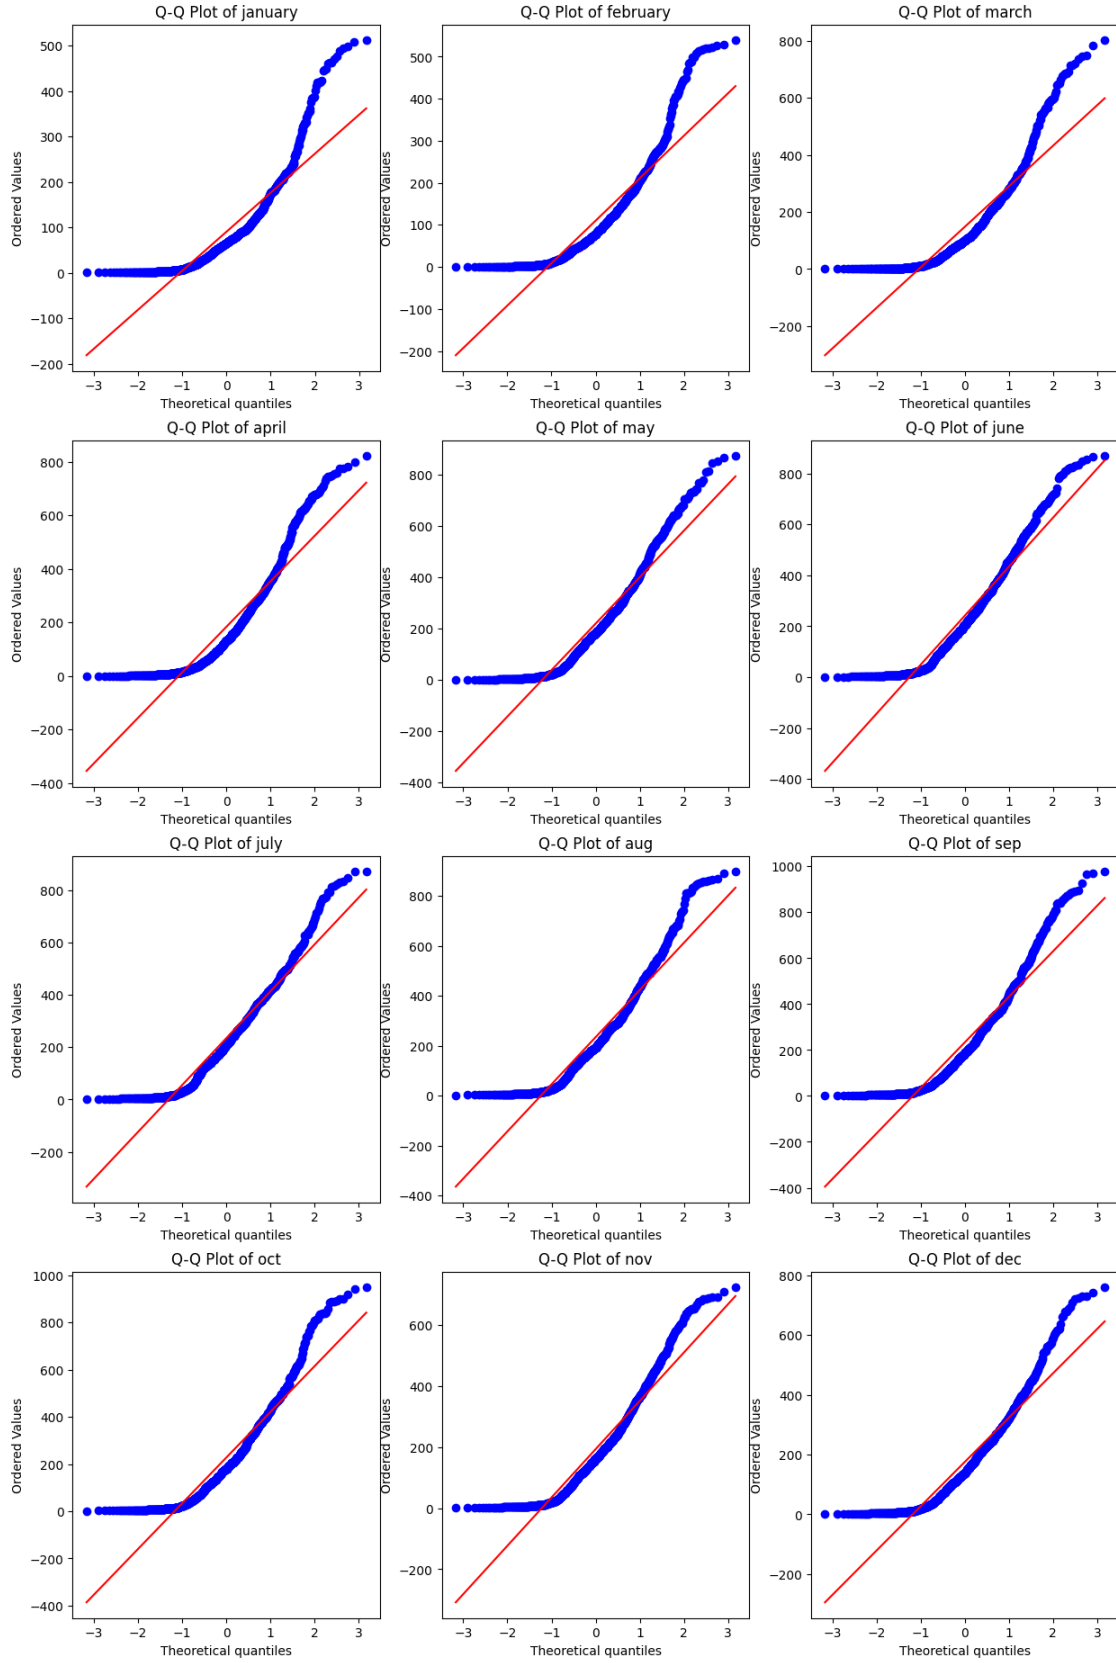 Q-Q Plot of january
Ordered Values
500
400
300
200
100
0
−100
−200
−3 −2 −1 0 1 2 3
Theoretical quantiles
Q-Q Plot of february
Ordered Values
500
400
300
200
100
0
−100
−200
−3 −2 −1 0 1 2 3
Theoretical quantiles
Q-Q Plot of march
Ordered Values
800
600
400
200
0
−200
−3 −2 −1 0 1 2 3
Theoretical quantiles
Q-Q Plot of april
Ordered Values
800
600
400
200
0
−200
−400
−3 −2 −1 0 1 2 3
Theoretical quantiles
Q-Q Plot of may
Ordered Values
800
600
400
200
0
−200
−400
−3 −2 −1 0 1 2 3
Theoretical quantiles
Q-Q Plot of june
Ordered Values
800
600
400
200
0
−200
−400
−3 −2 −1 0 1 2 3
Theoretical quantiles
Q-Q Plot of july
Ordered Values
800
600
400
200
0
−200
−3 −2 −1 0 1 2 3
Theoretical quantiles
Q-Q Plot of aug
Ordered Values
800
600
400
200
0
−200
−400
−3 −2 −1 0 1 2 3
Theoretical quantiles
Q-Q Plot of sep
Ordered Values
1000
800
600
400
200
0
−200
−400
−3 −2 −1 0 1 2 3
Theoretical quantiles
Q-Q Plot of oct
Ordered Values
1000
800
600
400
200
0
−200
−400
−3 −2 −1 0 1 2 3
Theoretical quantiles
Q-Q Plot of nov
Ordered Values
600
400
200
0
−200
−3 −2 −1 0 1 2 3
Theoretical quantiles
Q-Q Plot of dec
Ordered Values
800
600
400
200
0
−200
−3 −2 −1 0 1 2 3
Theoretical quantiles